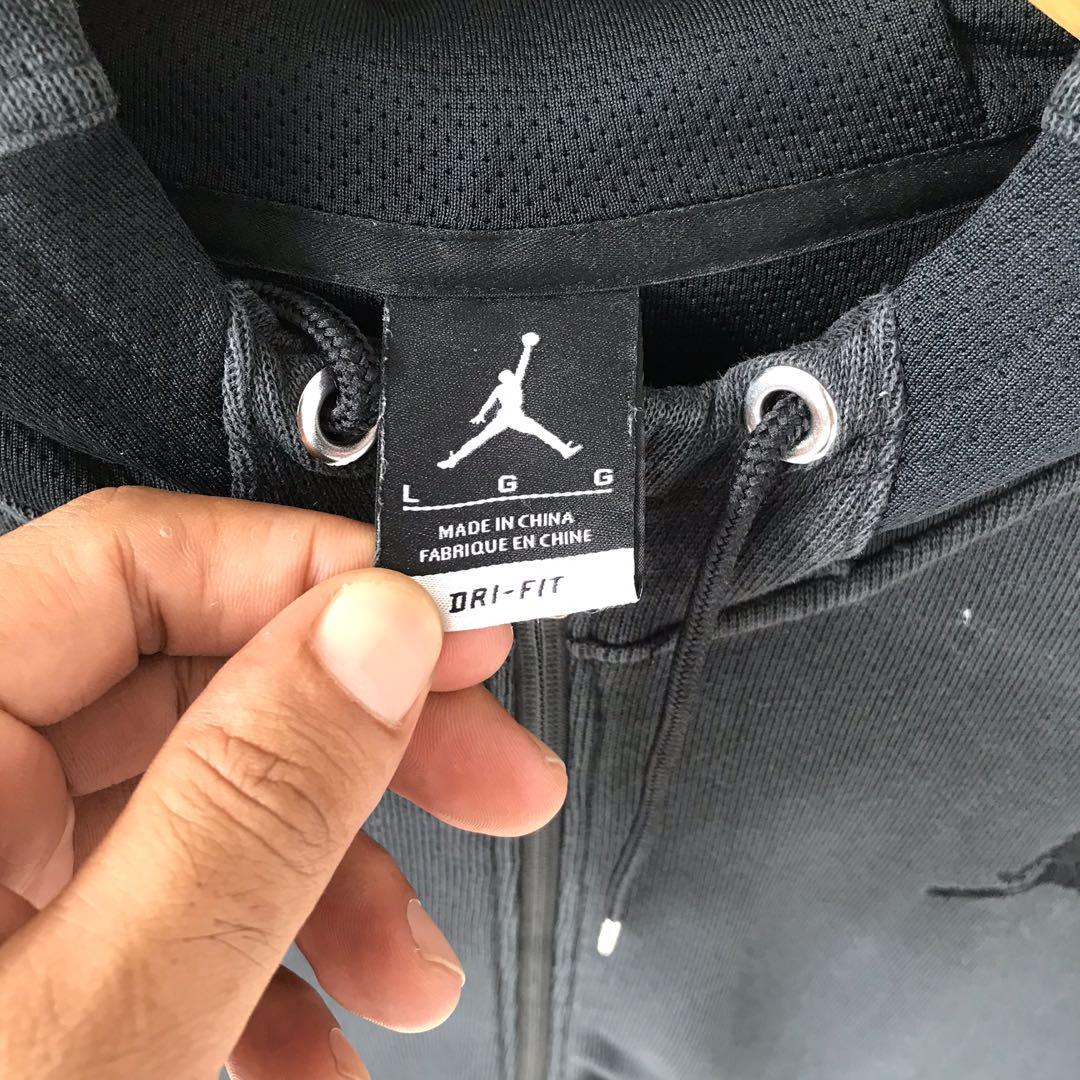 L G G
MADE IN CHINA
FABRIQUE EN CHINE
DRI-FIT